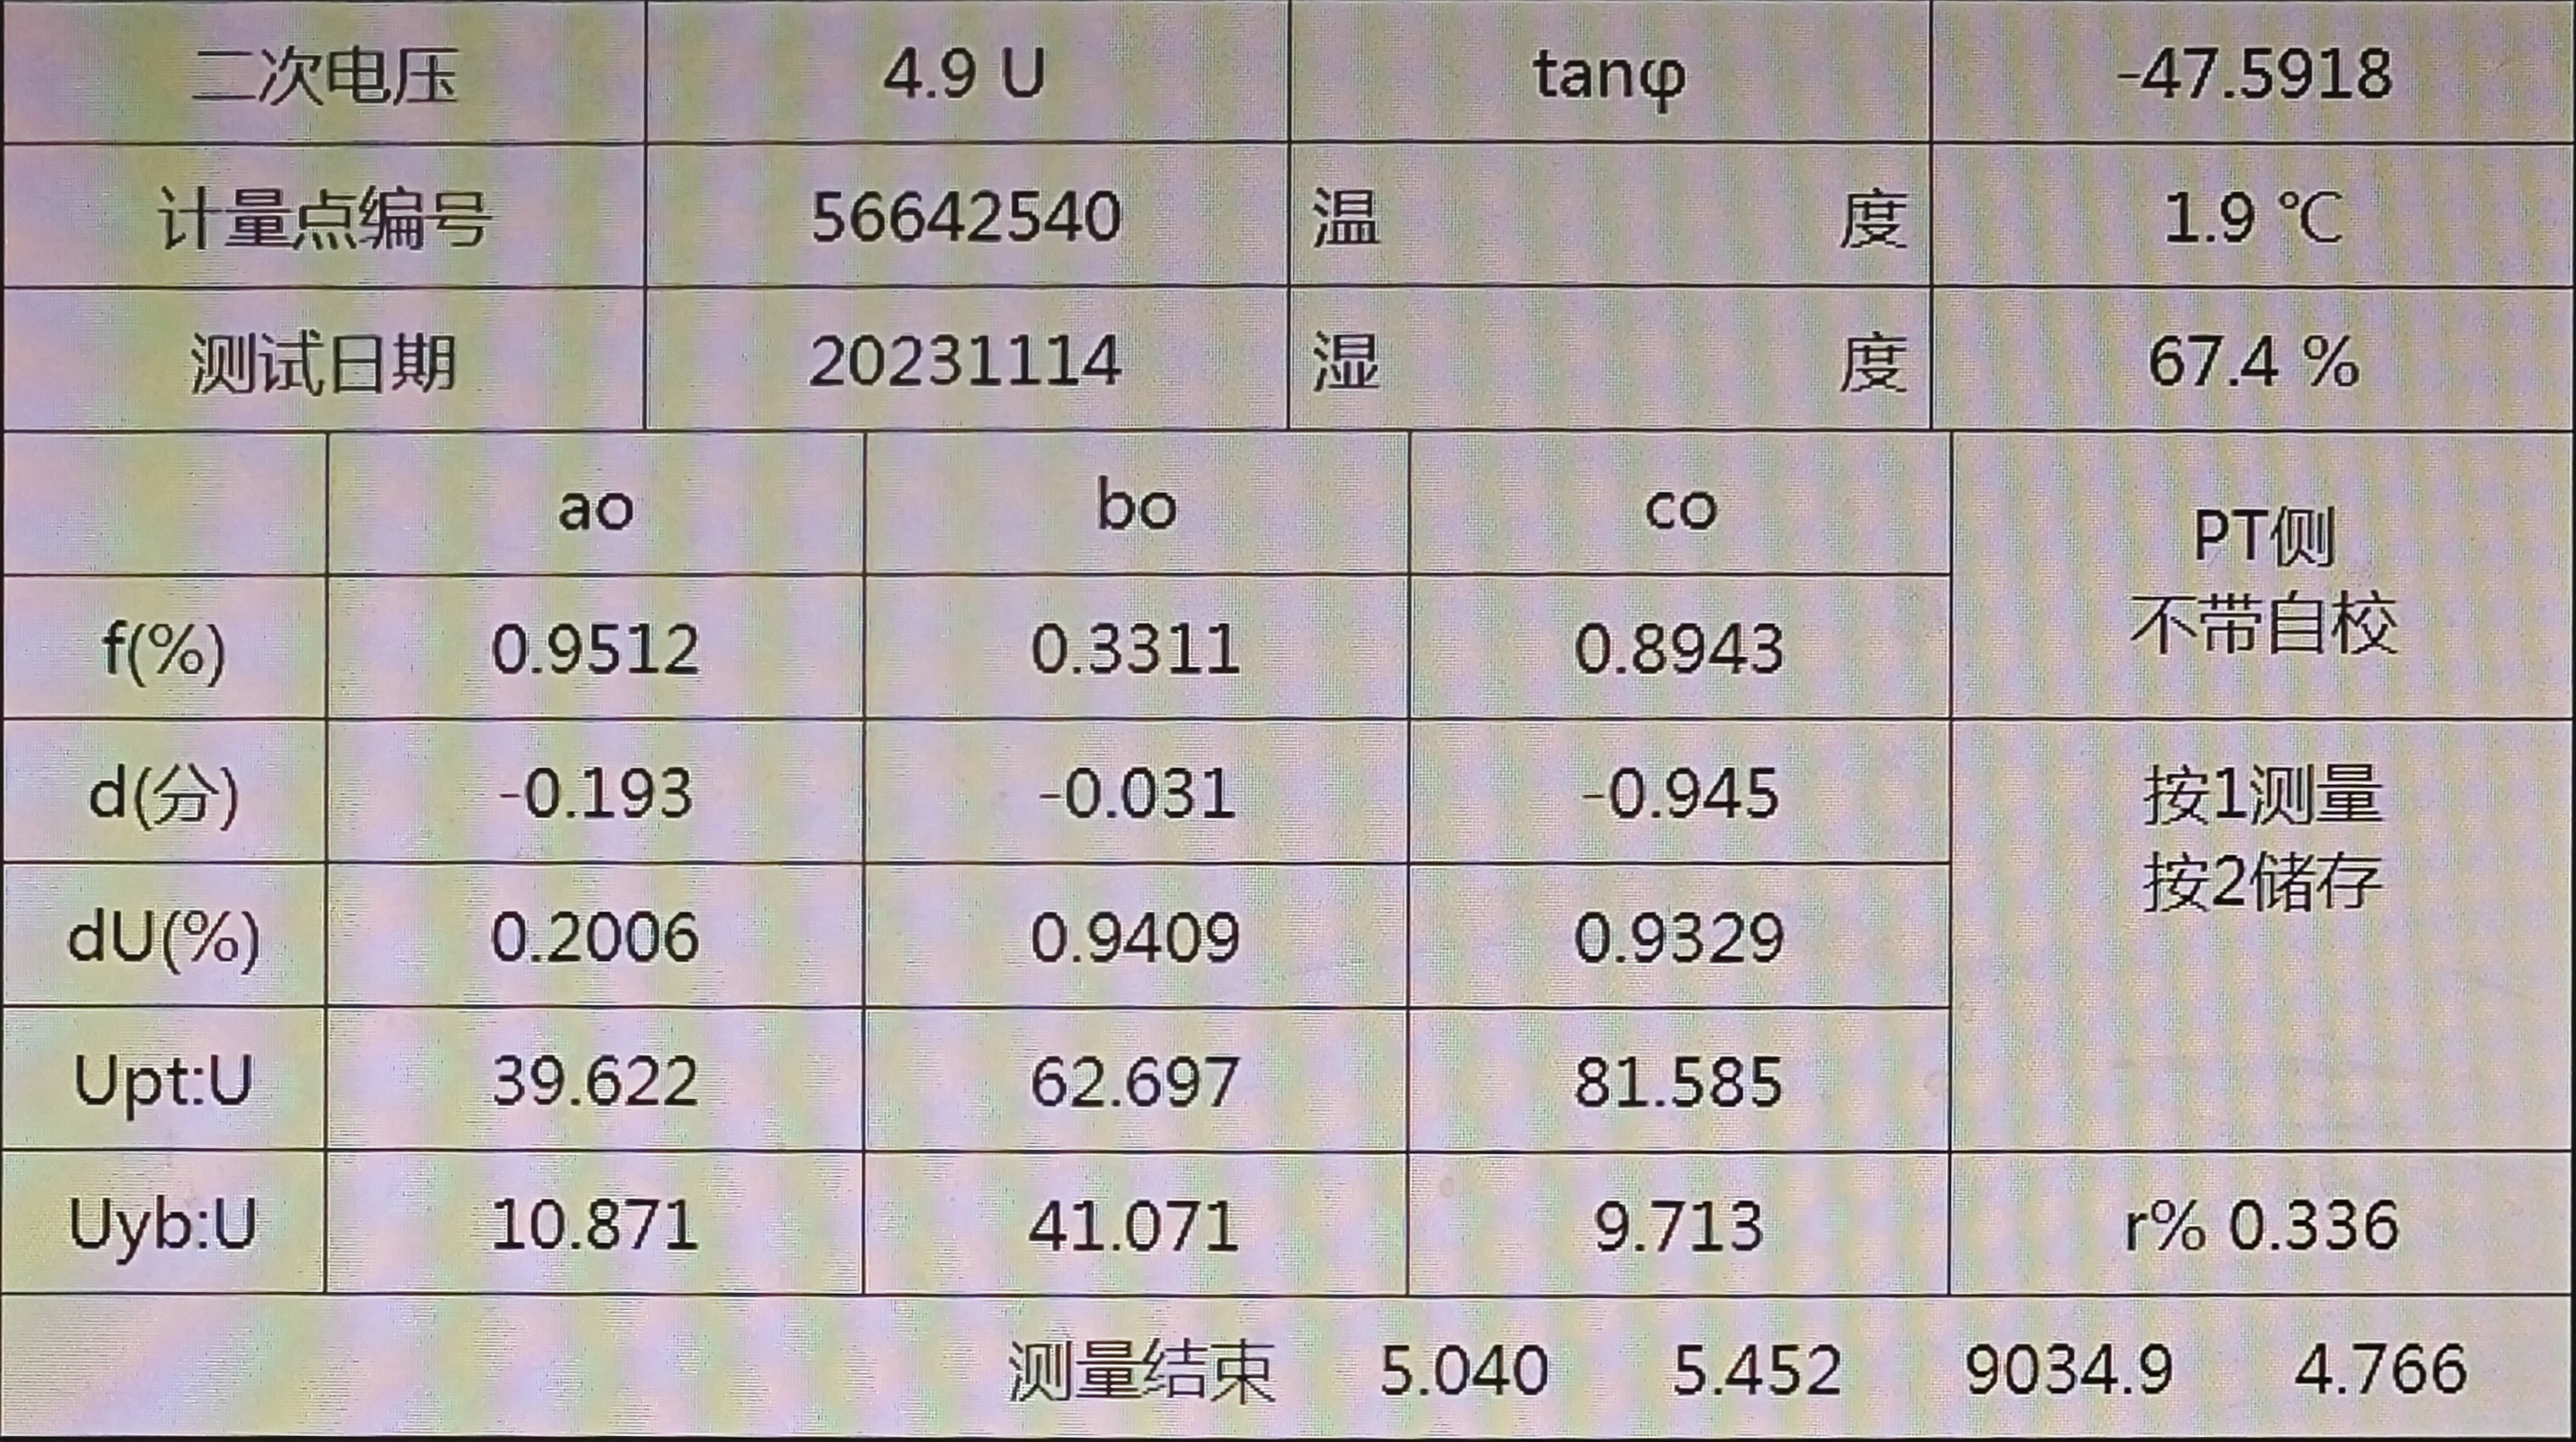 二次电压 4.9 U tanφ -47.5918
计量点编号 56642540 温 度 1.9 ℃
测试日期 20231114 湿 度 67.4 %
ao bo co
PT侧
不带自校
f(%) 0.9512 0.3311 0.8943
d(分) -0.193 -0.031 -0.945
按1测量
按2储存
dU(%) 0.2006 0.9409 0.9329
Upt:U 39.622 62.697 81.585
Uyb:U 10.871 41.071 9.713 r% 0.336
测量结束 5.040 5.452 9034.9 4.766